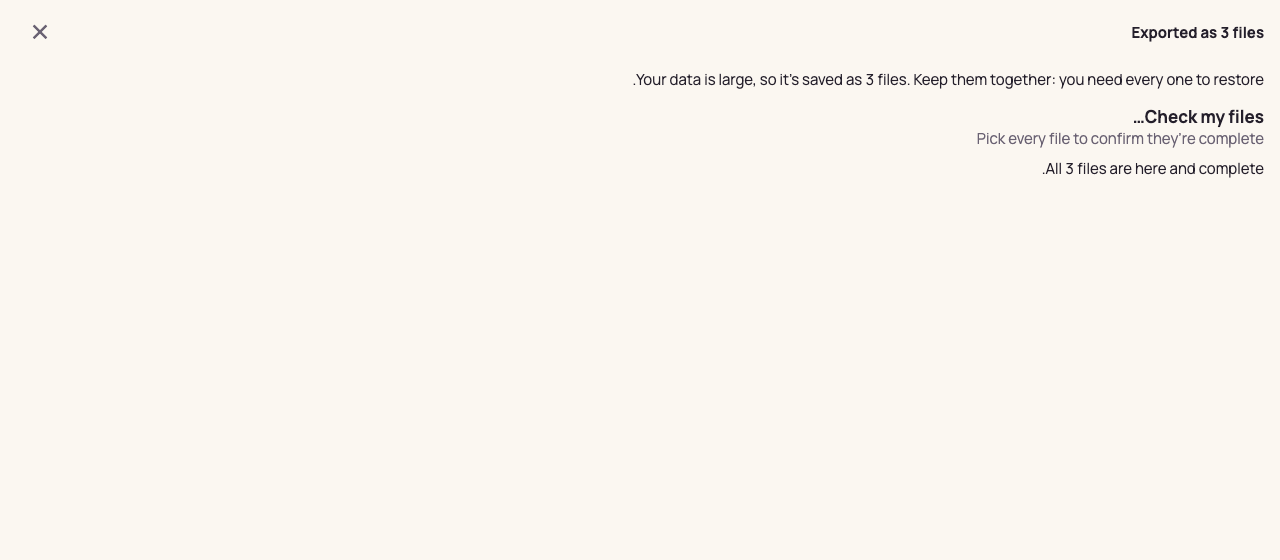 Exported as 3 files
.Your data is large, so it's saved as 3 files. Keep them together: you need every one to restore
…Check my files
Pick every file to confirm they're complete
.All 3 files are here and complete